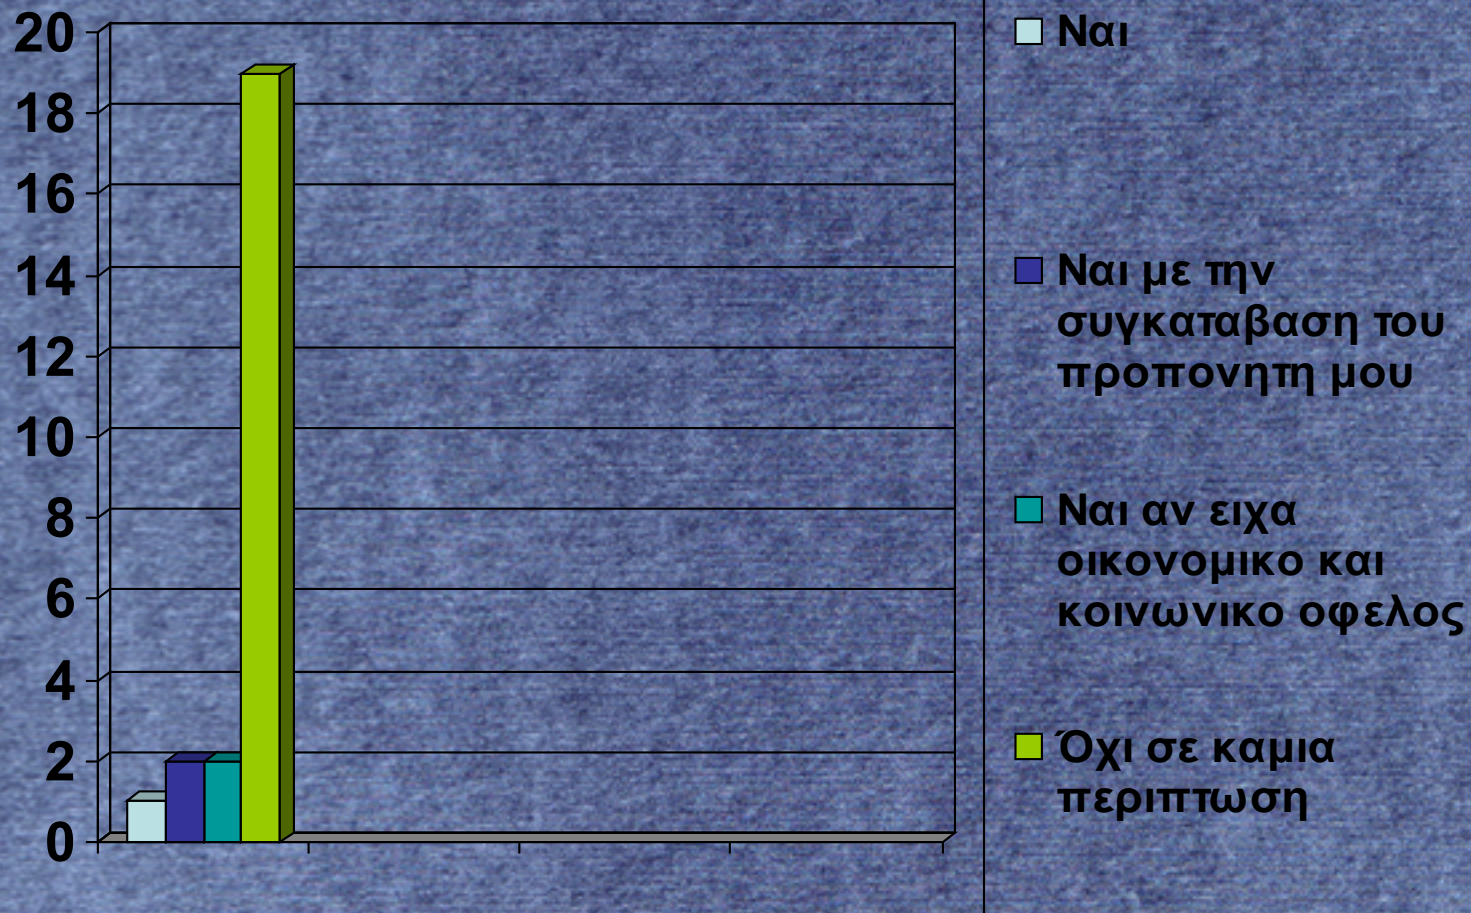 20
18
16
14
12
10
8
6
4
2
0
Ναι
Ναι με την
συγκαταβαση του
προπονητη μου
Ναι αν ειχα
οικονομικο και
κοινωνικο οφελος
Όχι σε καμια
περιπτωση